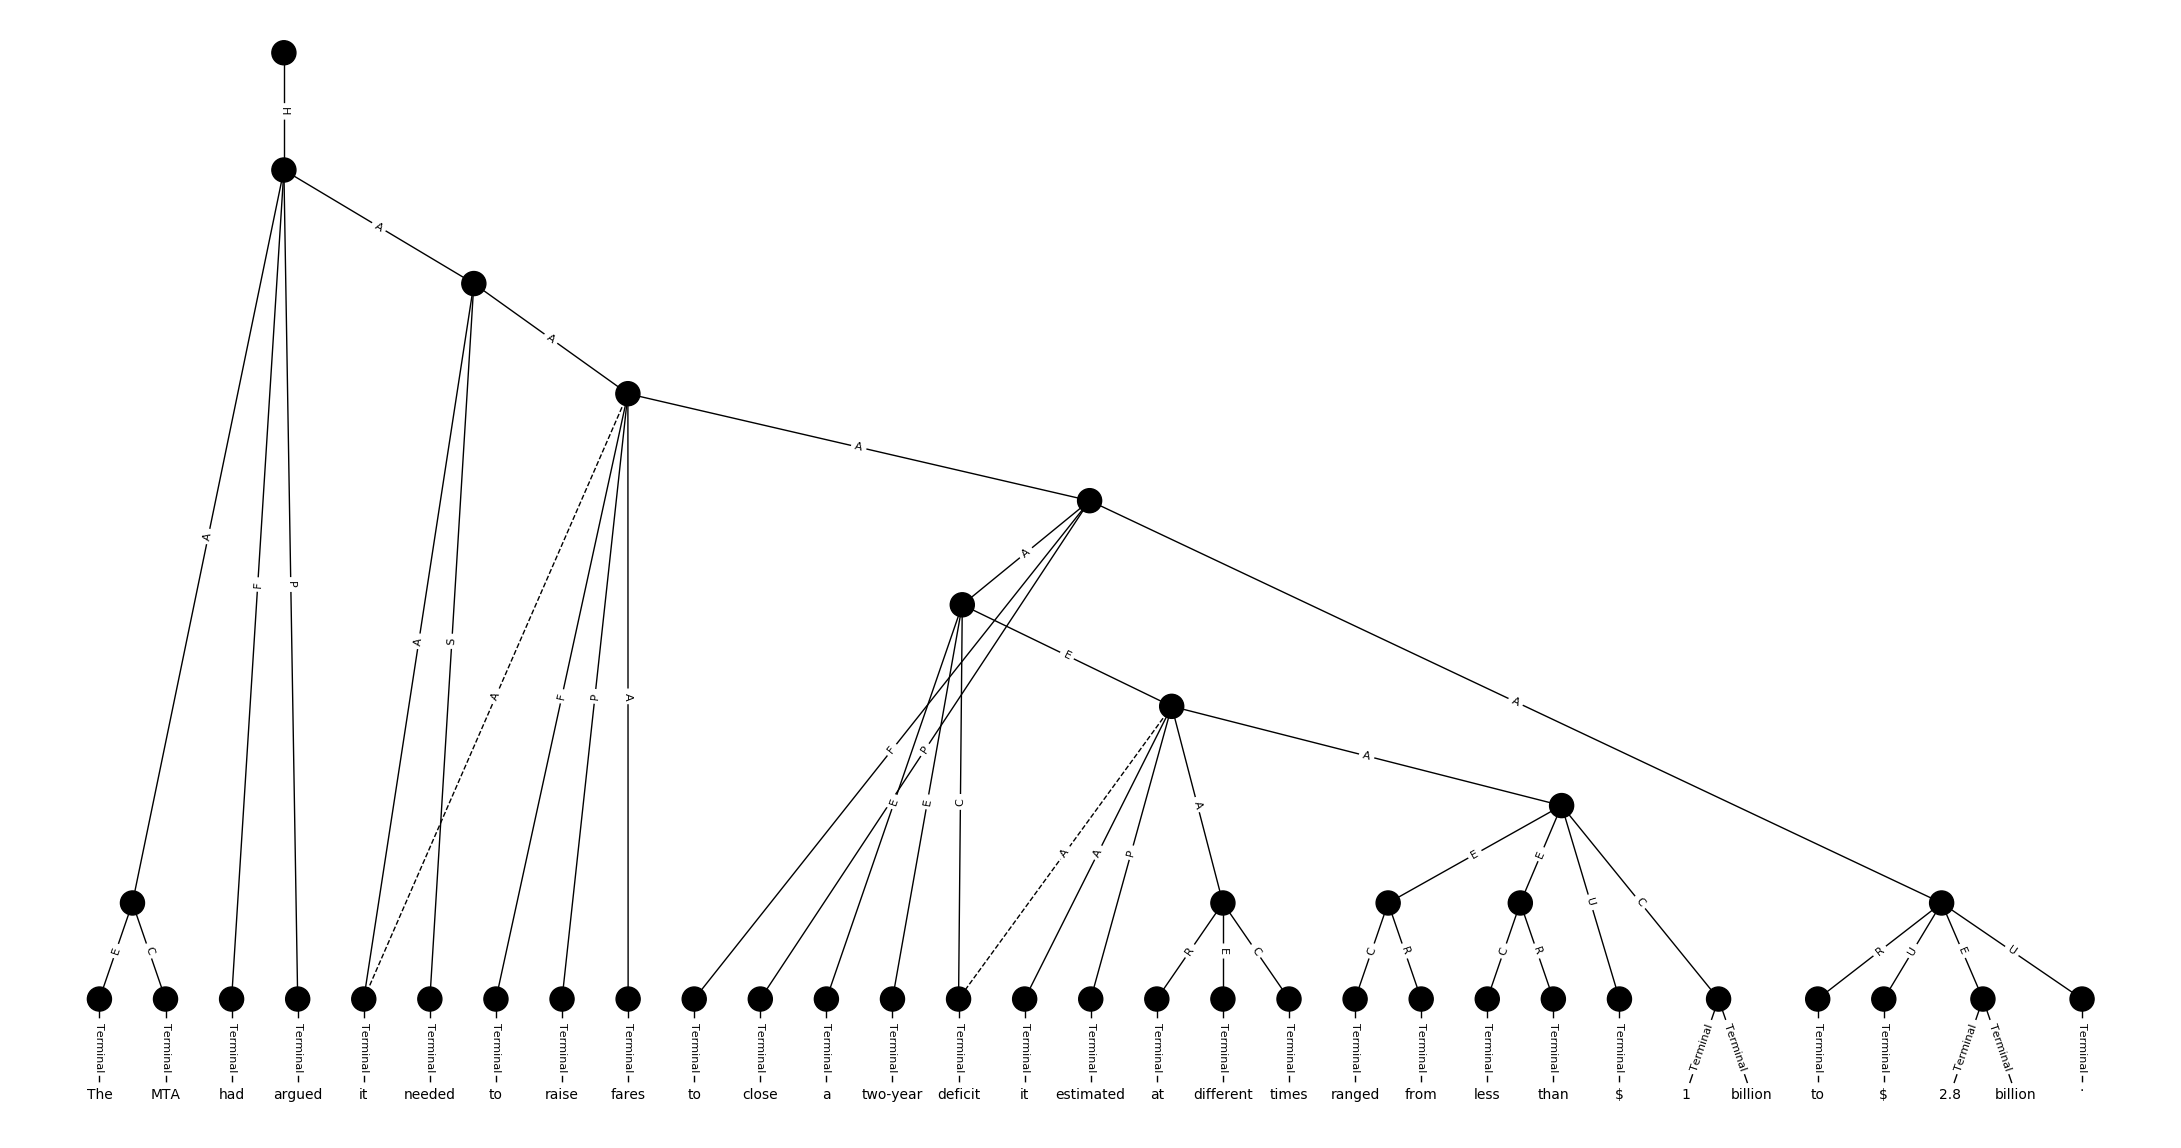 H
A
A
A
A
A
F
P
A
S
A
F
P
A
A
E
A
F
P
E
E
C
A
A
A
P
A
E
E
U
C
E
C
R
E
C
C
R
C
R
R
U
E
U
Terminal Terminal Terminal Terminal Terminal Terminal Terminal Terminal Terminal Terminal Terminal Terminal Terminal Terminal Terminal Terminal Terminal Terminal Terminal Terminal Terminal Terminal Terminal Terminal Terminal Terminal Terminal Terminal Terminal Terminal Terminal
The MTA had argued it needed to raise fares to close a two-year deficit it estimated at different times ranged from less than $ 1 billion to $ 2.8 billion .